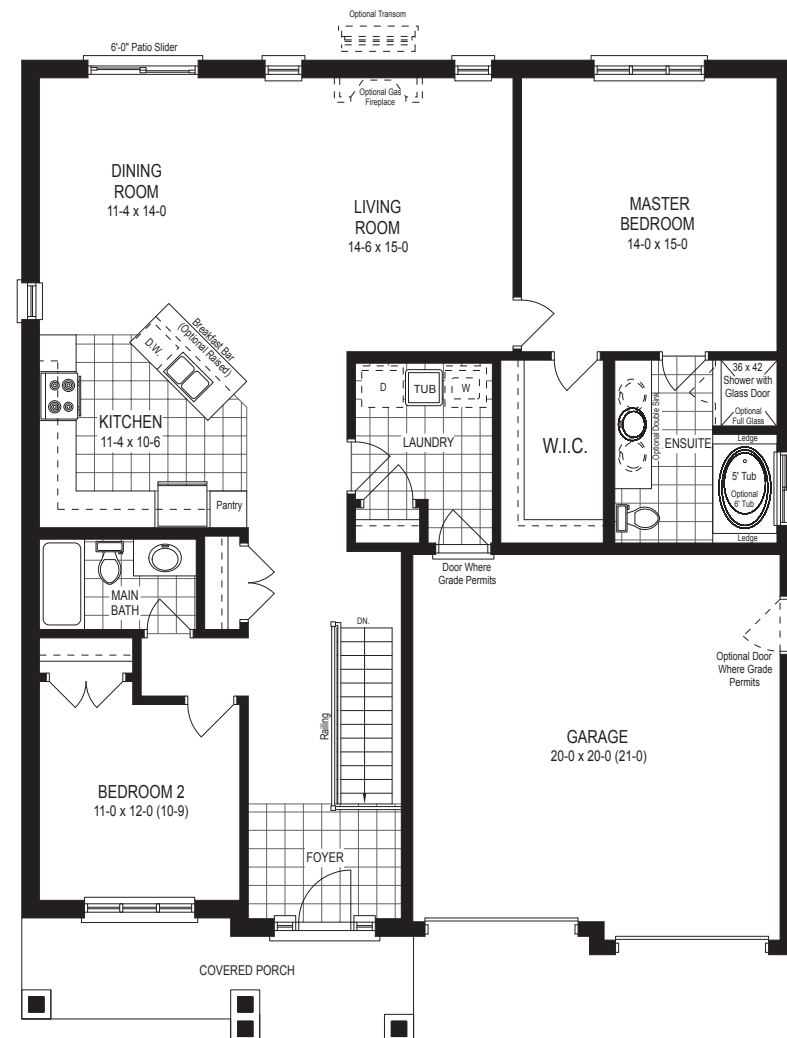 Optional Transom
6'-0" Patio Slider
Optional Gas
Fireplace
DINING
ROOM
11-4 x 14-0
LIVING
ROOM
14-6 x 15-0
MASTER
BEDROOM
14-0 x 15-0
Breakfast Bar
(Optional Raised)
D.W.
KITCHEN
11-4 x 10-6
Pantry
D
TUB
W
LAUNDRY
W.I.C.
Optional Double Sink
ENSUITE
36 x 42
Shower with
Glass Door
Optional
Full Glass
Ledge
5' Tub
Optional
6' Tub
Ledge
Door Where
Grade Permits
MAIN
BATH
DN.
Railing
Optional Door
Where Grade
Permits
GARAGE
20-0 x 20-0 (21-0)
BEDROOM 2
11-0 x 12-0 (10-9)
FOYER
COVERED PORCH